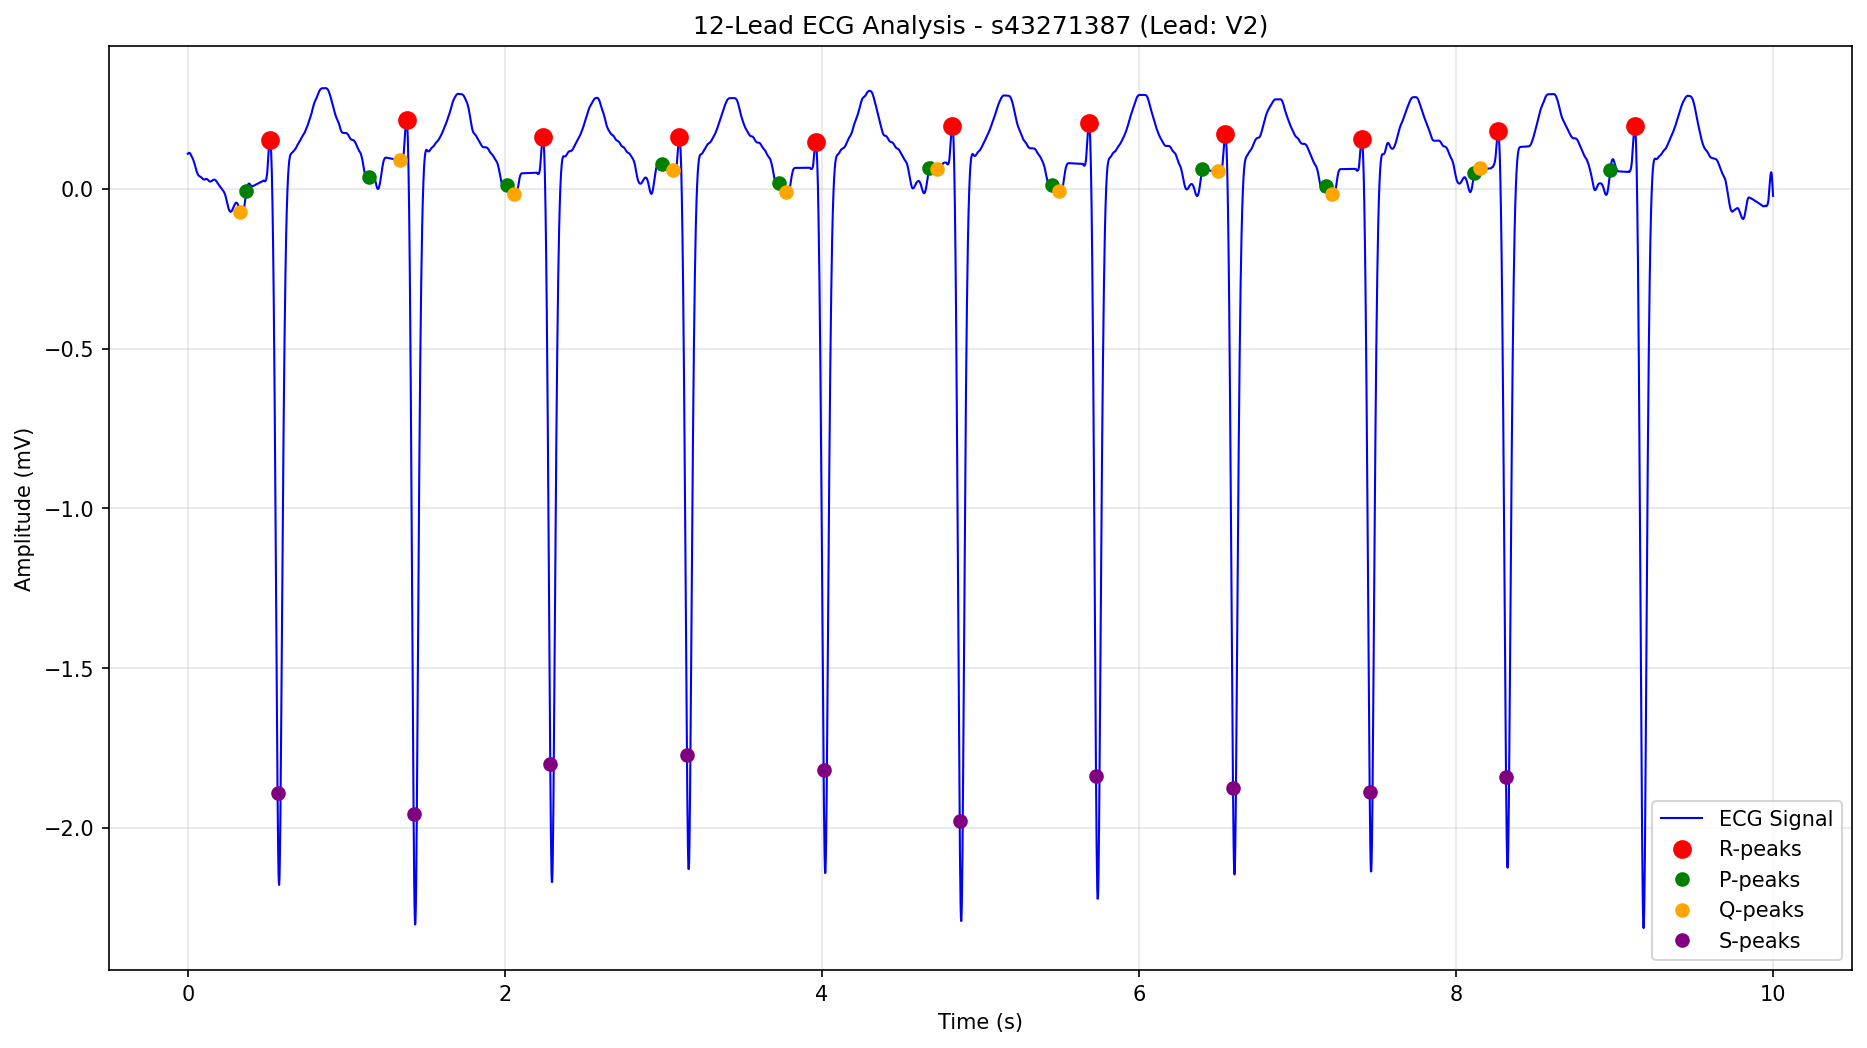 12-Lead ECG Analysis - s43271387 (Lead: V2)
Amplitude (mV)
0.0
−0.5
−1.0
−1.5
−2.0
0
2
4
6
8
10
Time (s)
ECG Signal
R-peaks
P-peaks
Q-peaks
S-peaks